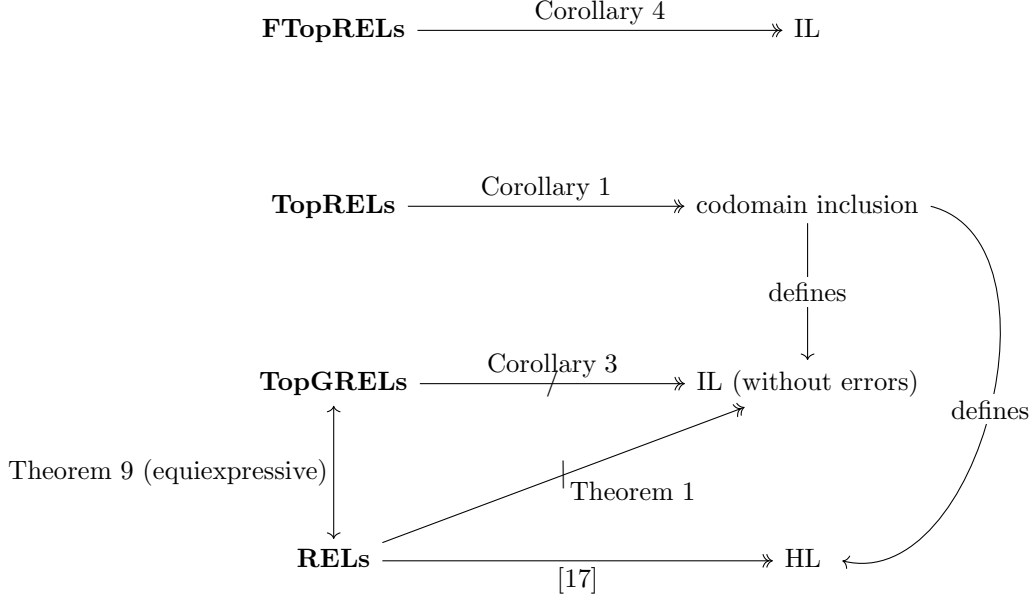 Corollary 4
FTopRELs IL
Corollary 1
TopRELs codomain inclusion
defines
Corollary 3
TopGRELs IL (without errors)
defines
Theorem 9 (equiexpressive)
Theorem 1
RELs HL
[17]